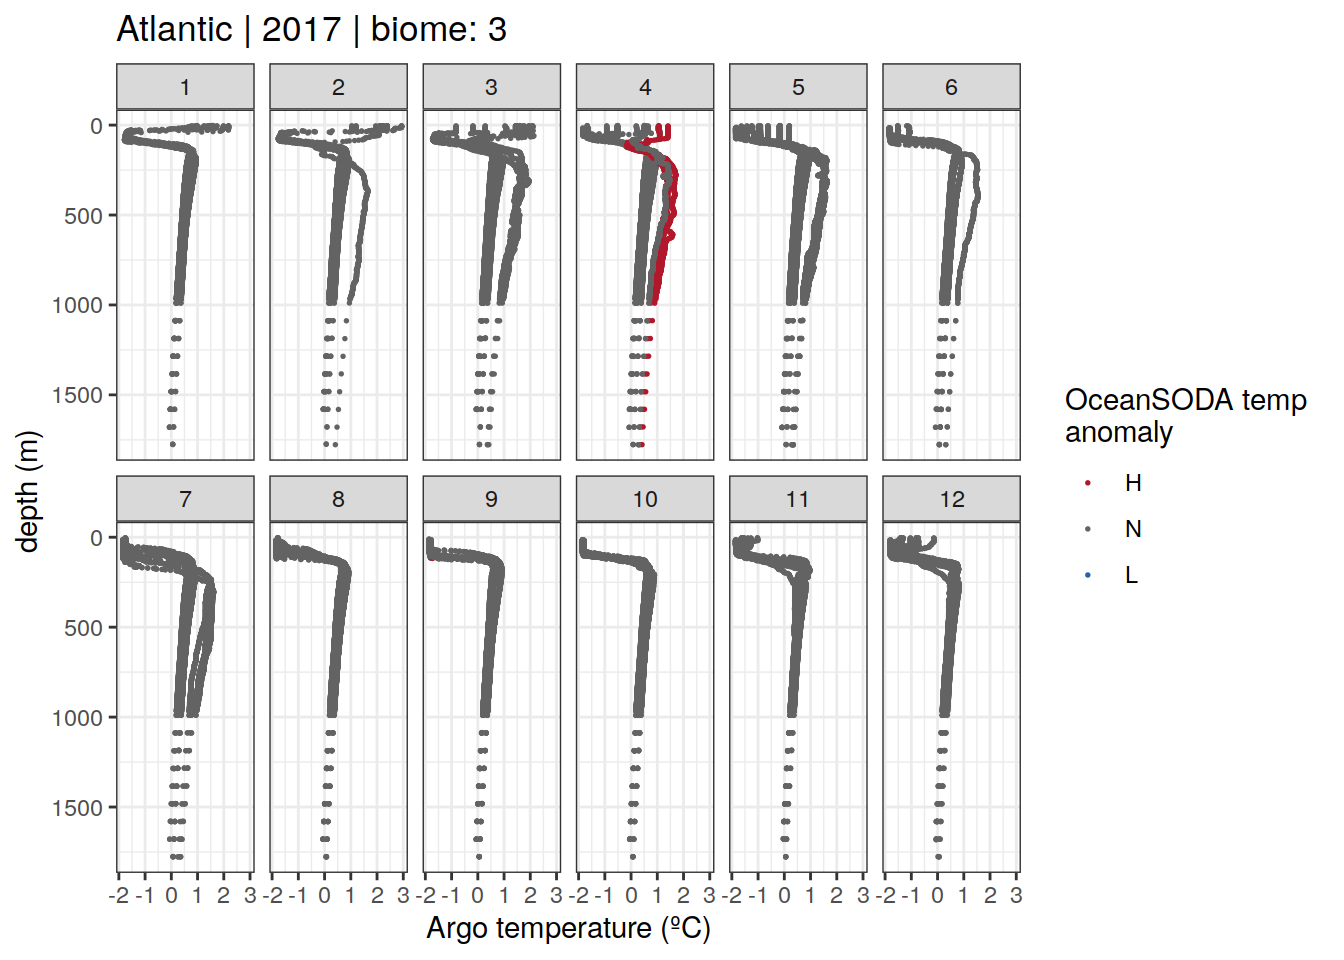 Atlantic | 2017 | biome: 3
1 2 3 4 5 6
0
500
1000
1500
depth (m)
7 8 9 10 11 12
0
500
1000
1500
-2 -1 0 1 2 3 -2 -1 0 1 2 3 -2 -1 0 1 2 3 -2 -1 0 1 2 3 -2 -1 0 1 2 3 -2 -1 0 1 2 3
Argo temperature (ºC)
OceanSODA temp
anomaly
H
N
L